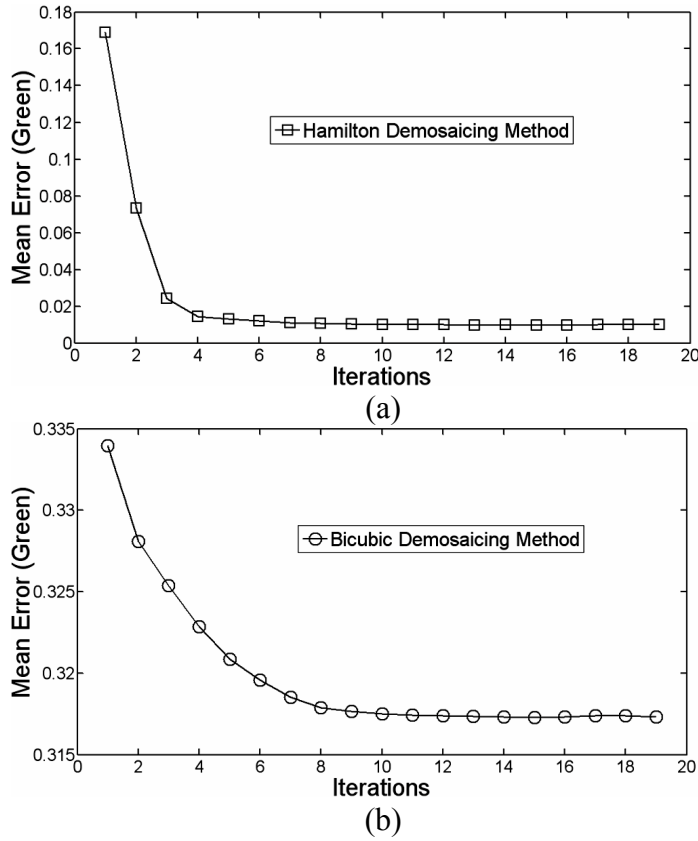 0.18
0.16
0.14
0.12
0.1
0.08
0.06
0.04
0.02
0
Mean Error (Green)
Hamilton Demosaicing Method
0 2 4 6 8 10 12 14 16 18 20
Iterations
(a)
0.335
0.33
0.325
0.32
0.315
Mean Error (Green)
Bicubic Demosaicing Method
0 2 4 6 8 10 12 14 16 18 20
Iterations
(b)